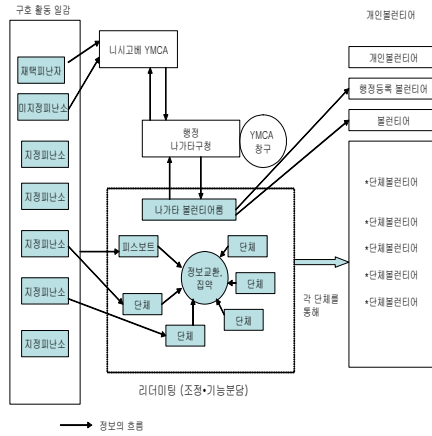 구호 활동 일감
개인볼런티어
니시고베 YMCA
재택피난자
미지정피난소
지정피난소
지정피난소
지정피난소
지정피난소
지정피난소
행정
나가타구청
YMCA
창구
개인볼런티어
행정등록 볼런티어
볼런티어
나가타 볼런티어룸
피스보트
단체
정보교환,
집약
단체
단체
단체
단체
각 단체를
통해
*단체볼런티어
*단체볼런티어
*단체볼런티어
*단체볼런티어
*단체볼런티어
리더미팅 (조정•기능분담)
정보의 흐름